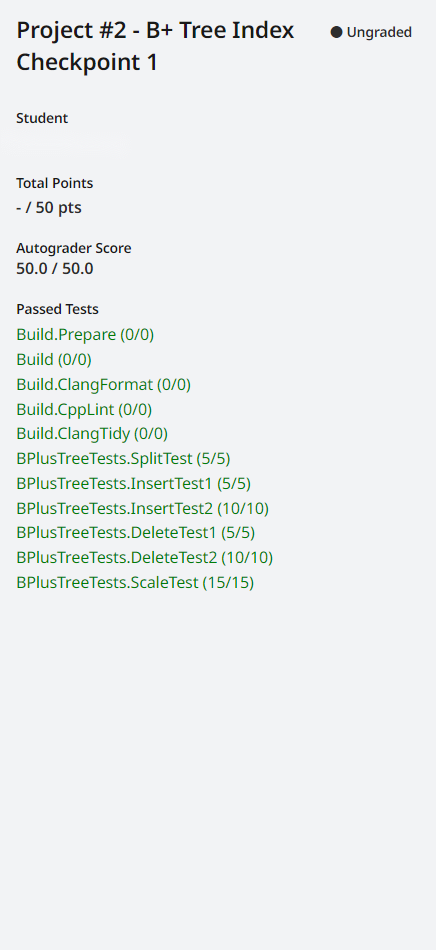 Project #2 - B+ Tree Index
Checkpoint 1
● Ungraded
Student
Total Points
- / 50 pts
Autograder Score
50.0 / 50.0
Passed Tests
Build.Prepare (0/0)
Build (0/0)
Build.ClangFormat (0/0)
Build.CppLint (0/0)
Build.ClangTidy (0/0)
BPlusTreeTests.SplitTest (5/5)
BPlusTreeTests.InsertTest1 (5/5)
BPlusTreeTests.InsertTest2 (10/10)
BPlusTreeTests.DeleteTest1 (5/5)
BPlusTreeTests.DeleteTest2 (10/10)
BPlusTreeTests.ScaleTest (15/15)